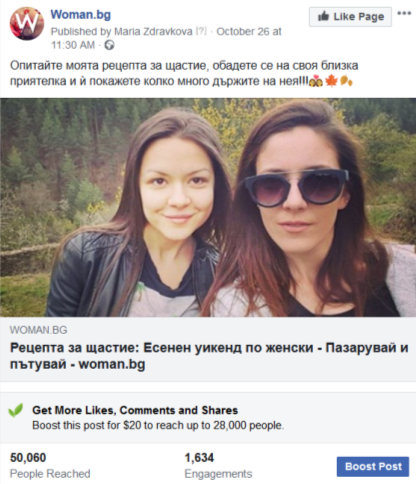 Woman.bg
Like Page
Published by Maria Zdravkova [?] · October 26 at
11:30 AM ·
Опитайте моята рецепта за щастие, обадете се на своя близка
приятелка и ѝ покажете колко много държите на нея!!!
WOMAN.BG
Рецепта за щастие: Есенен уикенд по женски - Пазарувай и
пътувай - woman.bg
Get More Likes, Comments and Shares
Boost this post for $20 to reach up to 28,000 people.
50,060
People Reached
1,634
Engagements
Boost Post